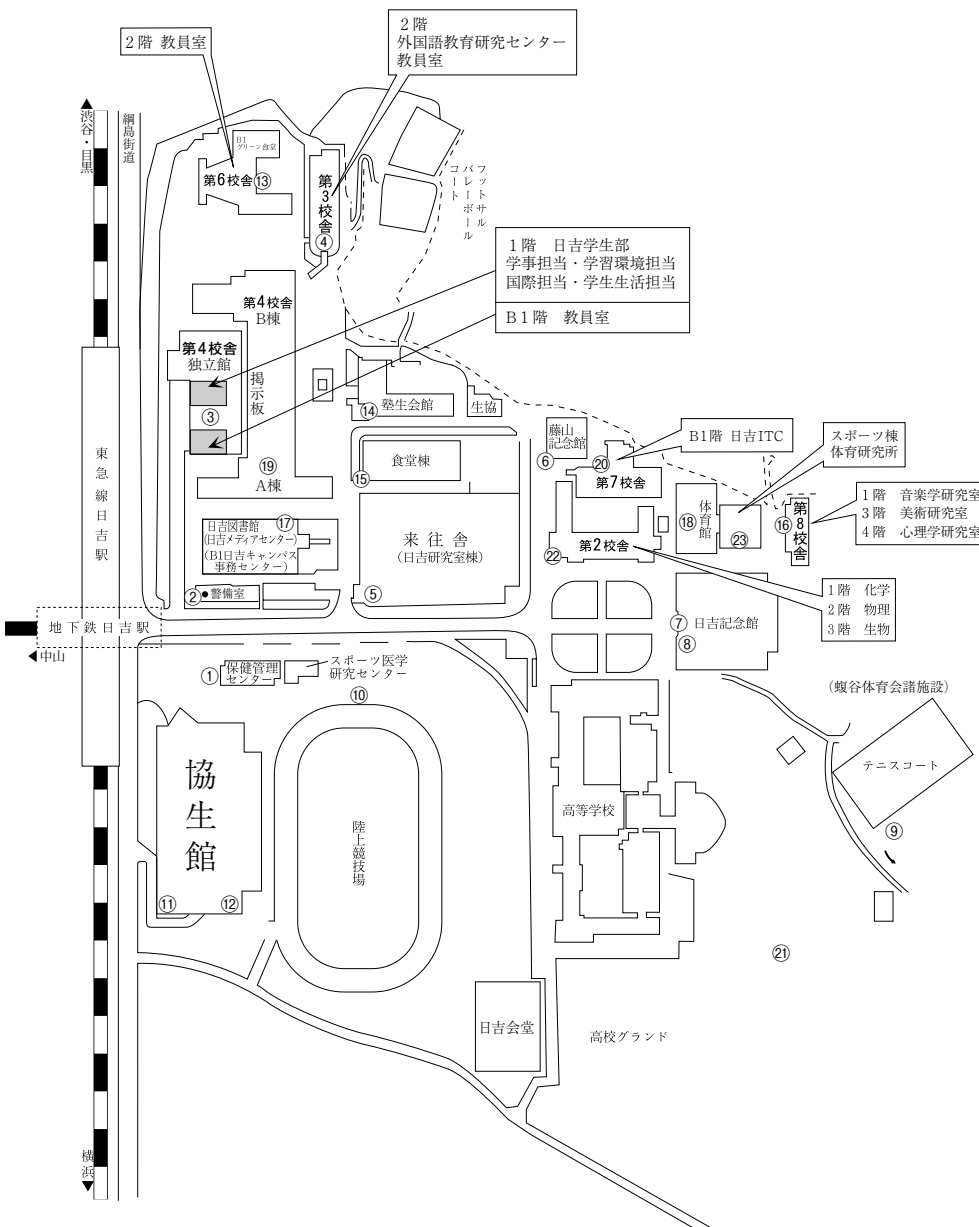 2階 教員室
2階
外国語教育研究センター
教員室
渋谷・目黒
綱島街道
B1
グリーン食堂
第6校舎⑬
第3校舎
④
フットサル
バレーボール
コート
1階 日吉学生部
学事担当・学習環境担当
国際担当・学生生活担当
B1階 教員室
第4校舎
B棟
第4校舎
独立館
掲示板
③
⑭ 塾生会館
生協
藤山
記念館
⑥
B1階 日吉ITC
⑳
第7校舎
スポーツ棟
体育研究所
食堂棟
⑮
⑲
A棟
東急線日吉駅
体育館
⑱
㉓
⑯
第8校舎
1階 音楽学研究室
3階 美術研究室
4階 心理学研究室
日吉図書館 ⑰
(日吉メディアセンター)
(B1日吉キャンパス
事務センター)
来往舎
(日吉研究室棟)
第2校舎
㉒
②●警備室
⑤
1階 化学
2階 物理
3階 生物
⑦ 日吉記念館
⑧
地下鉄日吉駅
中山
① 保健管理
センター
スポーツ医学
研究センター
⑩
(蝮谷体育会諸施設)
テニスコート
⑨
協生館
陸上競技場
高等学校
⑪
⑫
㉑
日吉会堂
高校グランド
横浜